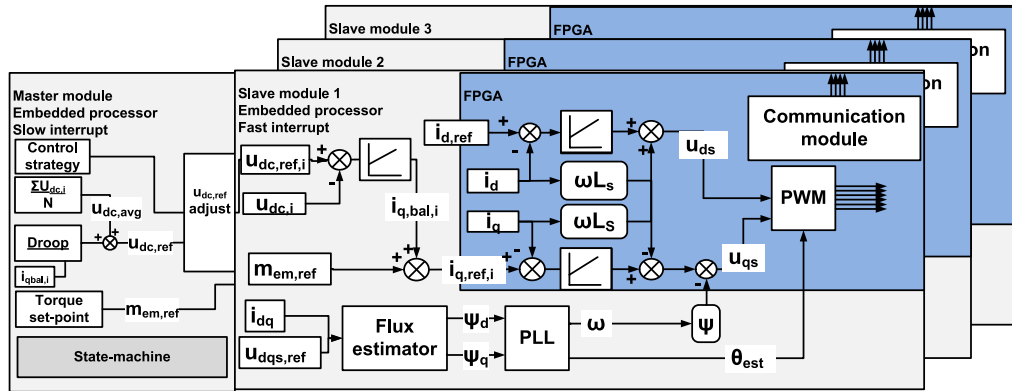 Slave module 3
FPGA
Slave module 2
FPGA
on
on
Master module
Embedded processor
Slow interrupt
Control
strategy
ΣU_dc,i
N
u_dc,avg
Droop
u_dc,ref
i_qbal,i
Torque
set-point
m_em,ref
State-machine
u_dc,ref
adjust
Slave module 1
Embedded processor
Fast interrupt
u_dc,ref,i
u_dc,i
i_q,bal,i
m_em,ref
i_q,ref,i
i_dq
u_dqs,ref
Flux
estimator
Ψ_d
Ψ_q
PLL
ω
Ψ
θ_est
FPGA
i_d,ref
i_d
i_q
ωL_s
ωL_S
u_ds
u_qs
PWM
Communication
module